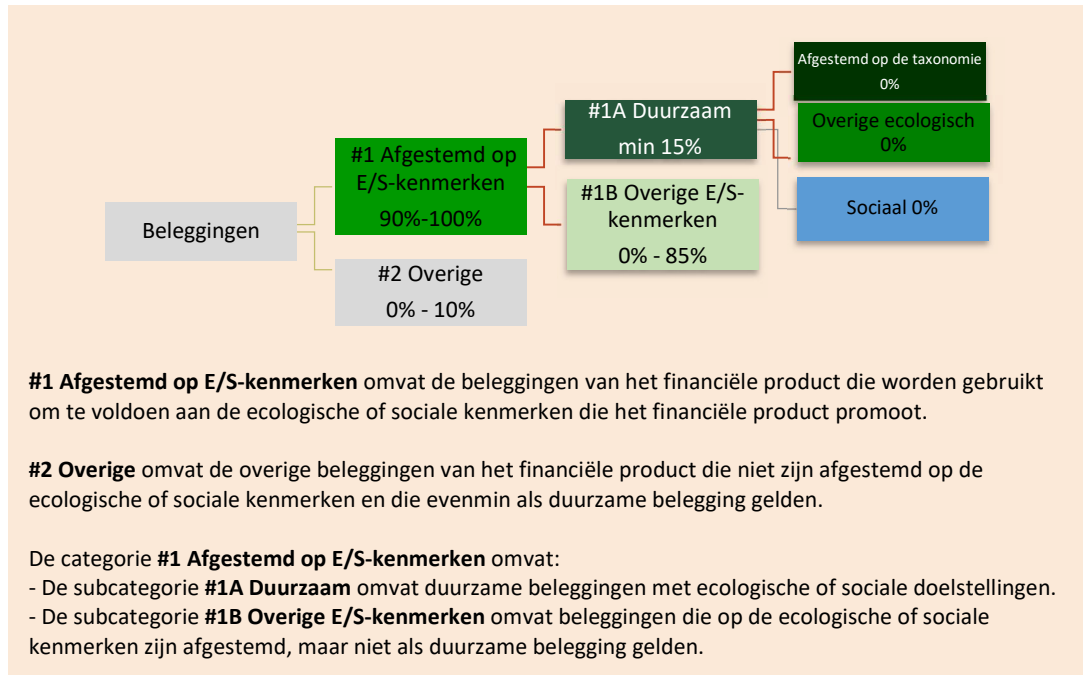 Beleggingen
#1 Afgestemd op
E/S-kenmerken
90%-100%
#2 Overige
0% - 10%
#1A Duurzaam
min 15%
#1B Overige E/S-
kenmerken
0% - 85%
Afgestemd op de taxonomie
0%
Overige ecologisch
0%
Sociaal 0%
#1 Afgestemd op E/S-kenmerken omvat de beleggingen van het financiële product die worden gebruikt
om te voldoen aan de ecologische of sociale kenmerken die het financiële product promoot.
#2 Overige omvat de overige beleggingen van het financiële product die niet zijn afgestemd op de
ecologische of sociale kenmerken en die evenmin als duurzame belegging gelden.
De categorie #1 Afgestemd op E/S-kenmerken omvat:
- De subcategorie #1A Duurzaam omvat duurzame beleggingen met ecologische of sociale doelstellingen.
- De subcategorie #1B Overige E/S-kenmerken omvat beleggingen die op de ecologische of sociale
kenmerken zijn afgestemd, maar niet als duurzame belegging gelden.